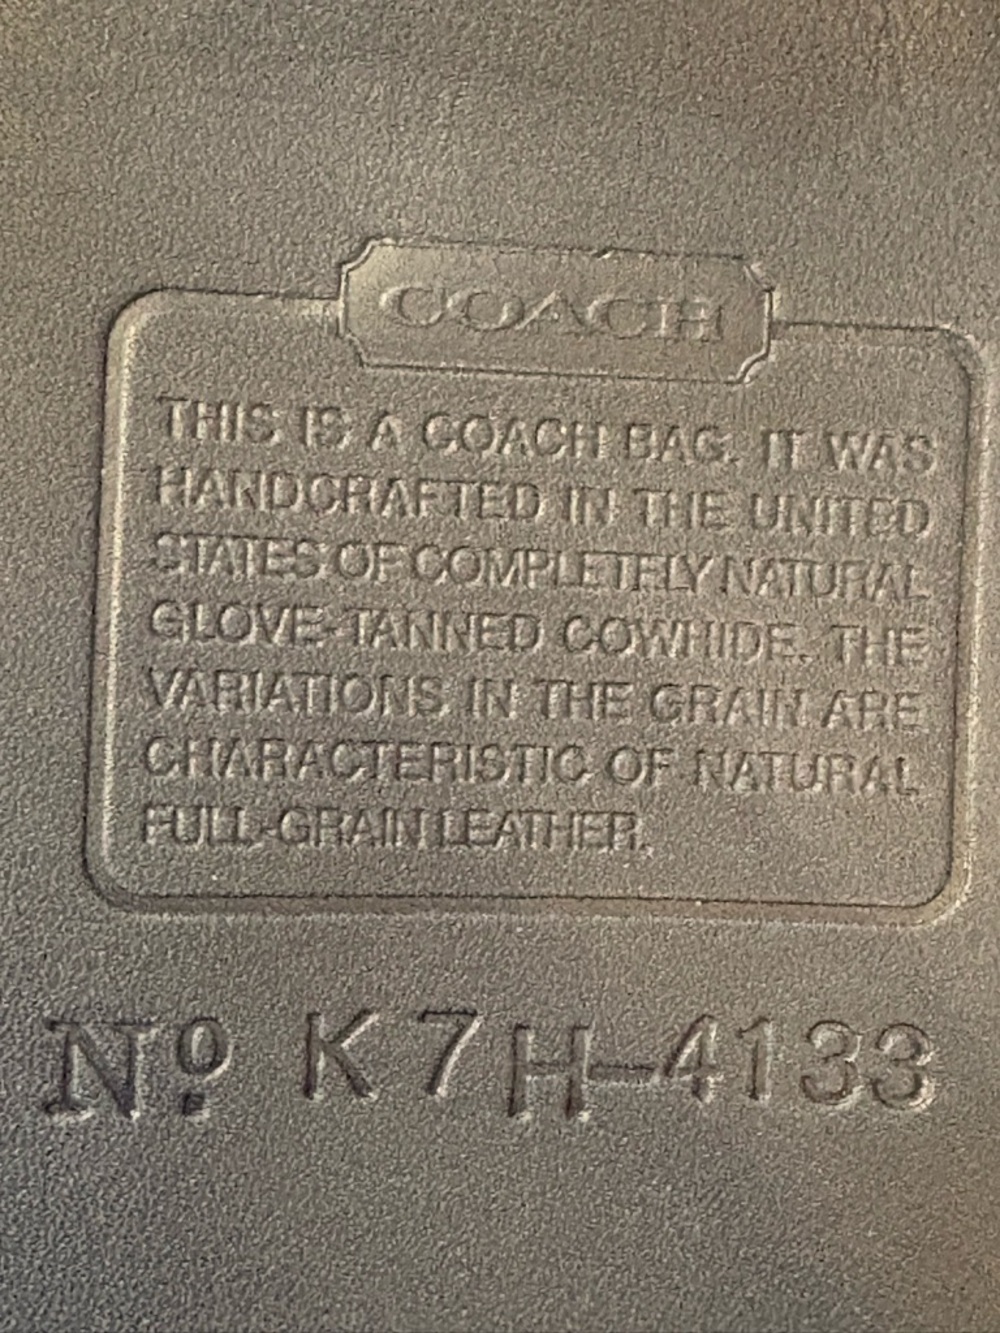 COACH
THIS IS A COACH BAG. IT WAS
HANDCRAFTED IN THE UNITED
STATES OF COMPLETELY NATURAL
GLOVE-TANNED COWHIDE. THE
VARIATIONS IN THE GRAIN ARE
CHARACTERISTIC OF NATURAL
FULL-GRAIN LEATHER.
Nº K7H-4133